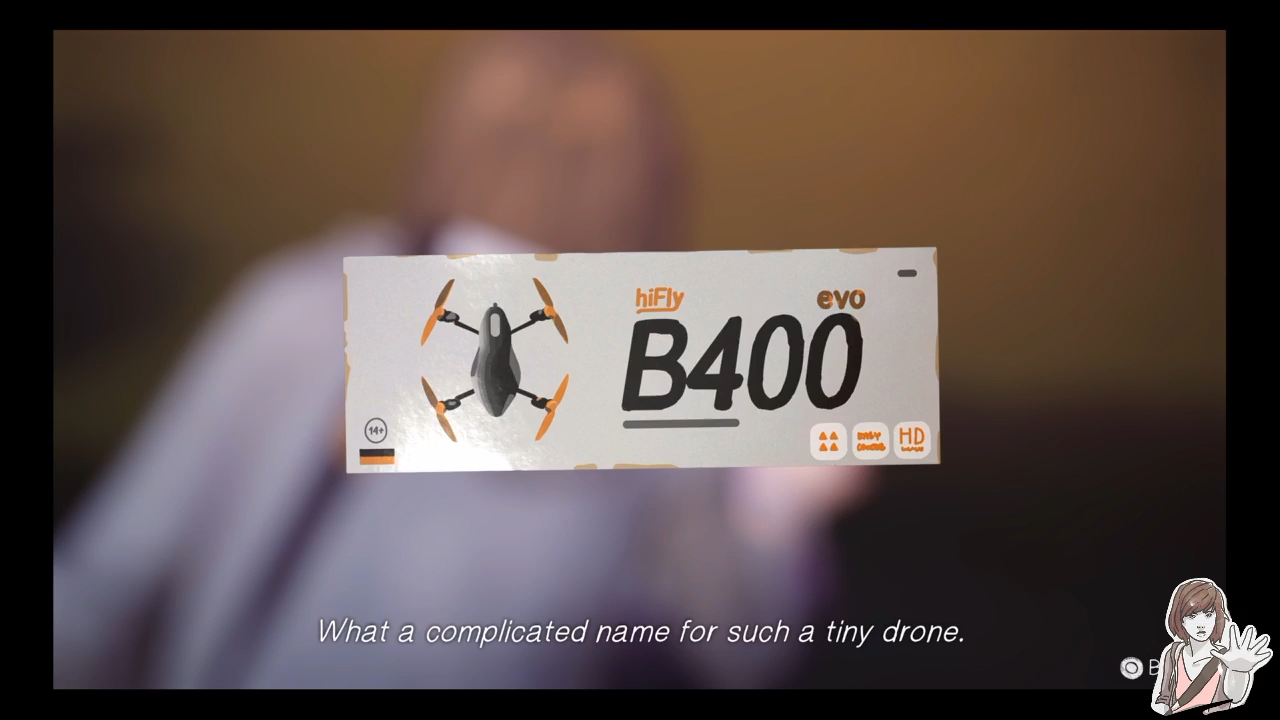 hiFly
evo
B400
14+
HD
What a complicated name for such a tiny drone.
B